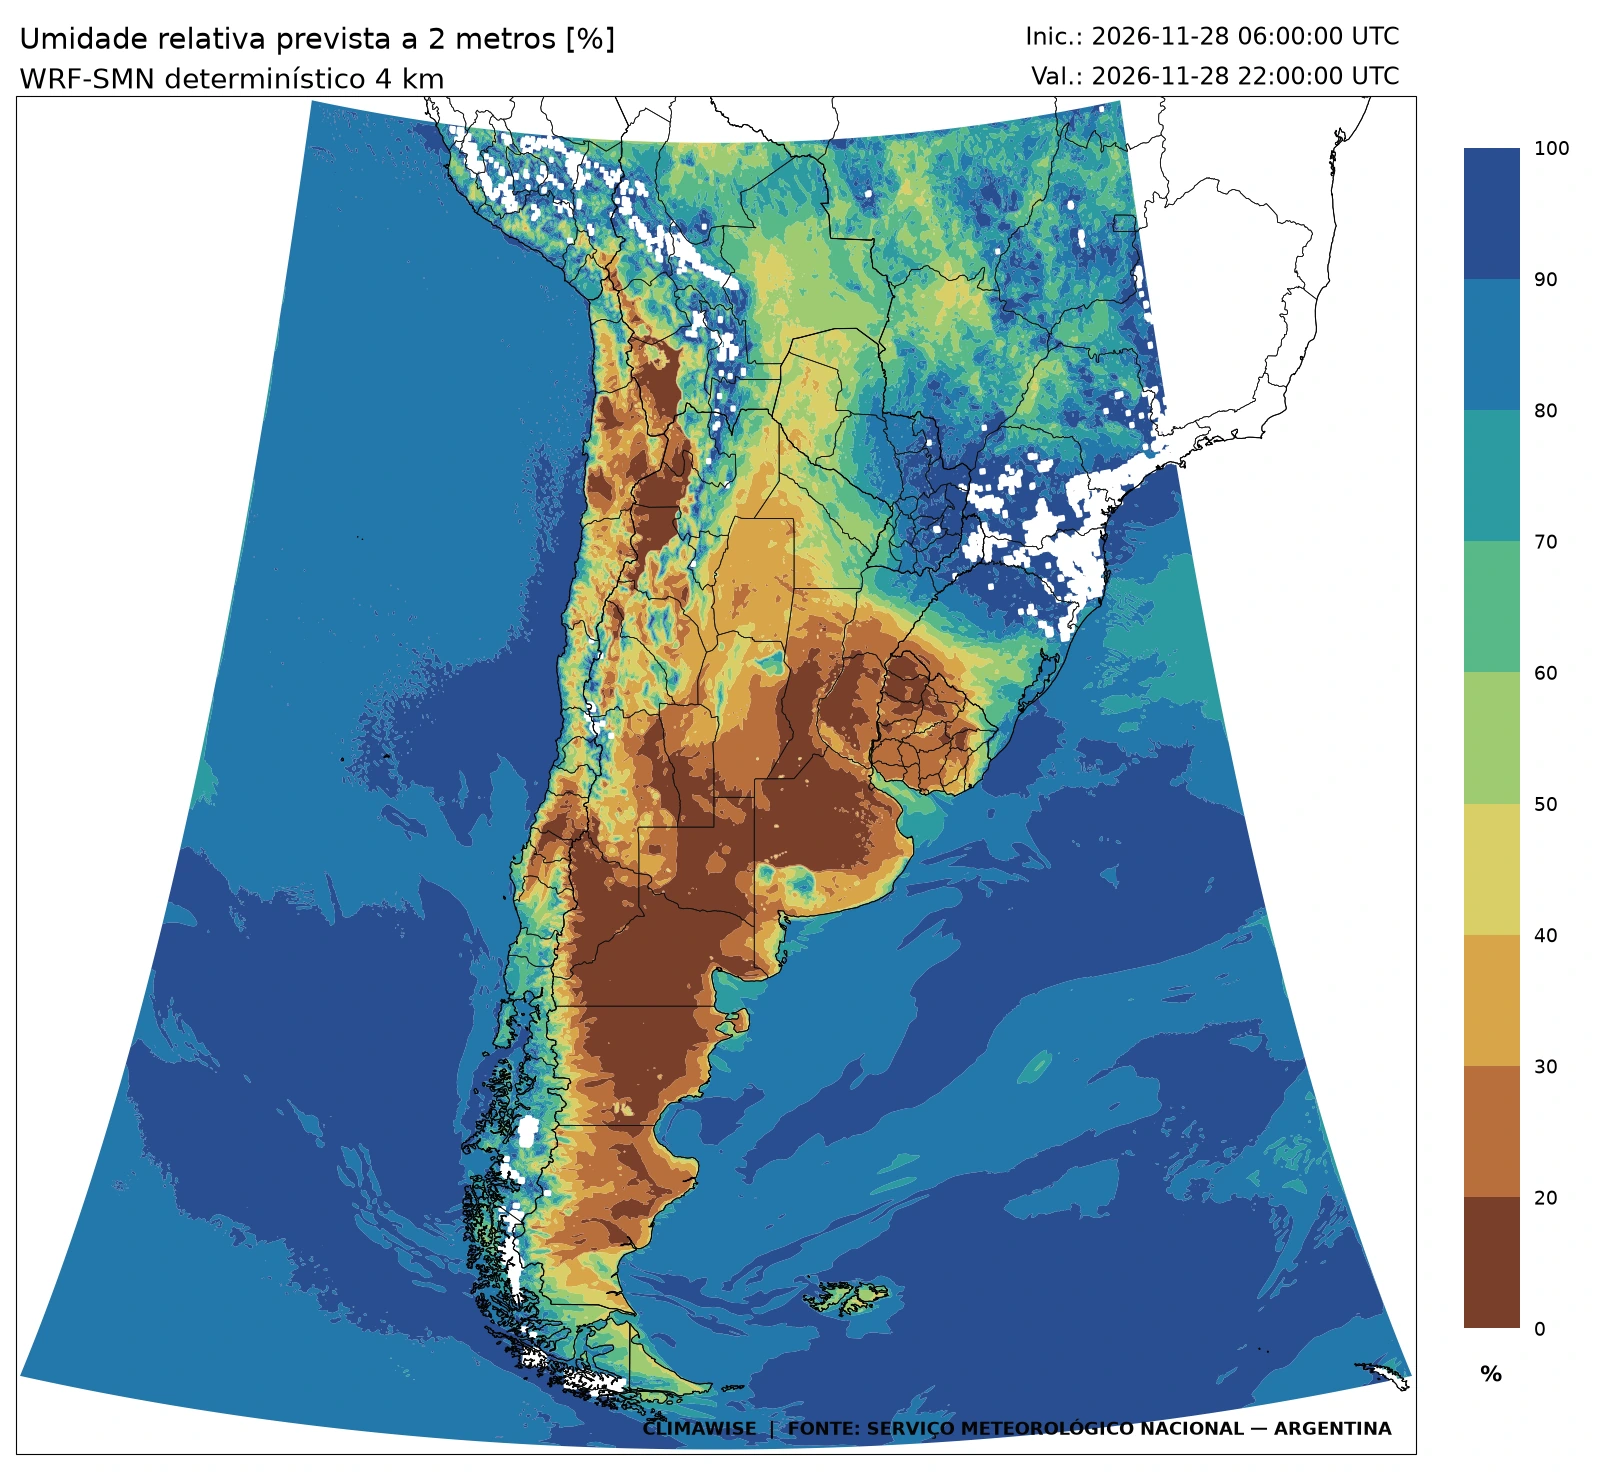 Umidade relativa prevista a 2 metros [%]
WRF-SMN determinístico 4 km
Inic.: 2026-11-28 06:00:00 UTC
Val.: 2026-11-28 22:00:00 UTC
100
90
80
70
60
50
40
30
20
0
%
CLIMAWISE | FONTE: SERVIÇO METEOROLÓGICO NACIONAL — ARGENTINA